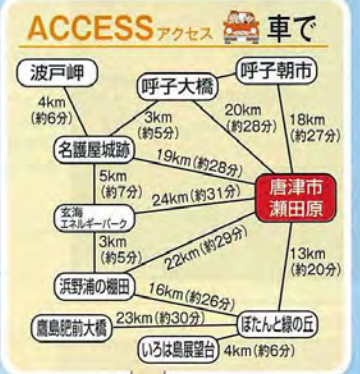 ACCESS アクセス 車で
波戸岬
呼子大橋
呼子朝市
4km
(約6分)
3km
(約5分)
20km
(約28分)
18km
(約27分)
名護屋城跡
19km(約28分)
5km
(約7分)
24km(約31分)
唐津市
瀬田原
玄海
エネルギーパーク
3km
(約5分)
22km(約29分)
13km
(約20分)
浜野浦の棚田
16km(約26分)
23km(約30分)
鷹島肥前大橋
ぼたんと緑の丘
いろは島展望台
4km(約6分)